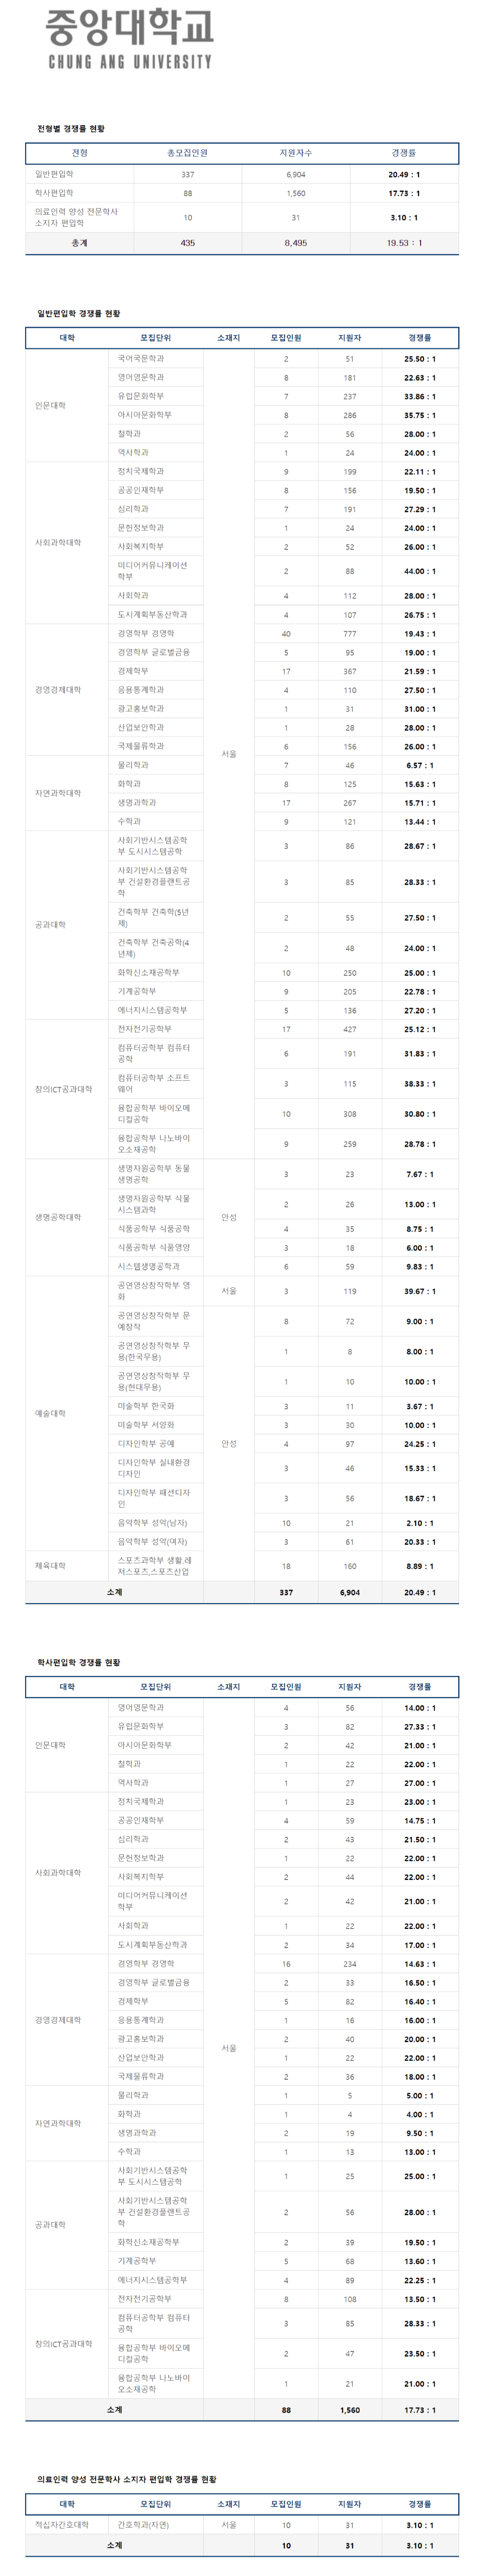 중앙대학교
CHUNG ANG UNIVERSITY
전형별 경쟁률 현황
전형 총모집인원 지원자수 경쟁률
일반편입학 337 6,904 20.49 : 1
학사편입학 88 1,560 17.73 : 1
의료인력 양성 전문학사
소지자 편입학 10 31 3.10 : 1
총계 435 8,495 19.53 : 1
일반편입학 경쟁률 현황
대학 모집단위 소재지 모집인원 지원자 경쟁률
국어국문학과 2 51 25.50 : 1
영어영문학과 8 181 22.63 : 1
유럽문화학부 7 237 33.86 : 1
인문대학
아시아문화학부 8 286 35.75 : 1
철학과 2 56 28.00 : 1
역사학과 1 24 24.00 : 1
정치국제학과 9 199 22.11 : 1
공공인재학부 8 156 19.50 : 1
심리학과 7 191 27.29 : 1
문헌정보학과 1 24 24.00 : 1
사회과학대학
사회복지학부 2 52 26.00 : 1
미디어커뮤니케이션
학부 2 88 44.00 : 1
사회학과 4 112 28.00 : 1
도시계획부동산학과 4 107 26.75 : 1
경영학부 경영학 40 777 19.43 : 1
경영학부 글로벌금융 5 95 19.00 : 1
경제학부 17 367 21.59 : 1
경영경제대학 응용통계학과 4 110 27.50 : 1
광고홍보학과 1 31 31.00 : 1
산업보안학과 1 28 28.00 : 1
국제물류학과 6 156 26.00 : 1
서울
물리학과 7 46 6.57 : 1
화학과 8 125 15.63 : 1
자연과학대학
생명과학과 17 267 15.71 : 1
수학과 9 121 13.44 : 1
사회기반시스템공학
부 도시시스템공학 3 86 28.67 : 1
사회기반시스템공학
부 건설환경플랜트공
학 3 85 28.33 : 1
건축학부 건축학(5년
제) 2 55 27.50 : 1
공과대학
건축학부 건축공학(4
년제) 2 48 24.00 : 1
화학신소재공학부 10 250 25.00 : 1
기계공학부 9 205 22.78 : 1
에너지시스템공학부 5 136 27.20 : 1
전자전기공학부 17 427 25.12 : 1
컴퓨터공학부 컴퓨터
공학 6 191 31.83 : 1
컴퓨터공학부 소프트
웨어 3 115 38.33 : 1
창의ICT공과대학
융합공학부 바이오메
디컬공학 10 308 30.80 : 1
융합공학부 나노바이
오소재공학 9 259 28.78 : 1
생명자원공학부 동물
생명공학 3 23 7.67 : 1
생명자원공학부 식물
시스템과학 2 26 13.00 : 1
생명공학대학 안성
식품공학부 식품공학 4 35 8.75 : 1
식품공학부 식품영양 3 18 6.00 : 1
시스템생명공학과 6 59 9.83 : 1
공연영상창작학부 영
화 서울 3 119 39.67 : 1
공연영상창작학부 문
예창작 8 72 9.00 : 1
공연영상창작학부 무
용(한국무용) 1 8 8.00 : 1
공연영상창작학부 무
용(현대무용) 1 10 10.00 : 1
미술학부 한국화 3 11 3.67 : 1
예술대학
미술학부 서양화 3 30 10.00 : 1
디자인학부 공예 안성 4 97 24.25 : 1
디자인학부 실내환경
디자인 3 46 15.33 : 1
디자인학부 패션디자
인 3 56 18.67 : 1
음악학부 성악(남자) 10 21 2.10 : 1
음악학부 성악(여자) 3 61 20.33 : 1
체육대학 스포츠과학부 생활.레
저스포츠,스포츠산업 18 160 8.89 : 1
소계 337 6,904 20.49 : 1
학사편입학 경쟁률 현황
대학 모집단위 소재지 모집인원 지원자 경쟁률
영어영문학과 4 56 14.00 : 1
유럽문화학부 3 82 27.33 : 1
인문대학 아시아문화학부 2 42 21.00 : 1
철학과 1 22 22.00 : 1
역사학과 1 27 27.00 : 1
정치국제학과 1 23 23.00 : 1
공공인재학부 4 59 14.75 : 1
심리학과 2 43 21.50 : 1
문헌정보학과 1 22 22.00 : 1
사회과학대학
사회복지학부 2 44 22.00 : 1
미디어커뮤니케이션
학부 2 42 21.00 : 1
사회학과 1 22 22.00 : 1
도시계획부동산학과 2 34 17.00 : 1
경영학부 경영학 16 234 14.63 : 1
경영학부 글로벌금융 2 33 16.50 : 1
경제학부 5 82 16.40 : 1
경영경제대학 응용통계학과 1 16 16.00 : 1
광고홍보학과 2 40 20.00 : 1
서울
산업보안학과 1 22 22.00 : 1
국제물류학과 2 36 18.00 : 1
물리학과 1 5 5.00 : 1
화학과 1 4 4.00 : 1
자연과학대학
생명과학과 2 19 9.50 : 1
수학과 1 13 13.00 : 1
사회기반시스템공학
부 도시시스템공학 1 25 25.00 : 1
사회기반시스템공학
부 건설환경플랜트공
학 2 56 28.00 : 1
공과대학
화학신소재공학부 2 39 19.50 : 1
기계공학부 5 68 13.60 : 1
에너지시스템공학부 4 89 22.25 : 1
전자전기공학부 8 108 13.50 : 1
컴퓨터공학부 컴퓨터
공학 3 85 28.33 : 1
창의ICT공과대학
융합공학부 바이오메
디컬공학 2 47 23.50 : 1
융합공학부 나노바이
오소재공학 1 21 21.00 : 1
소계 88 1,560 17.73 : 1
의료인력 양성 전문학사 소지자 편입학 경쟁률 현황
대학 모집단위 소재지 모집인원 지원자 경쟁률
적십자간호대학 간호학과(자연) 서울 10 31 3.10 : 1
소계 10 31 3.10 : 1